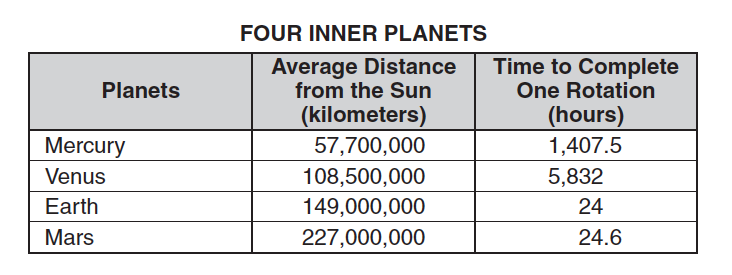 FOUR INNER PLANETS
Planets
Average Distance
from the Sun
(kilometers)
Time to Complete
One Rotation
(hours)
Mercury 57,700,000 1,407.5
Venus 108,500,000 5,832
Earth 149,000,000 24
Mars 227,000,000 24.6